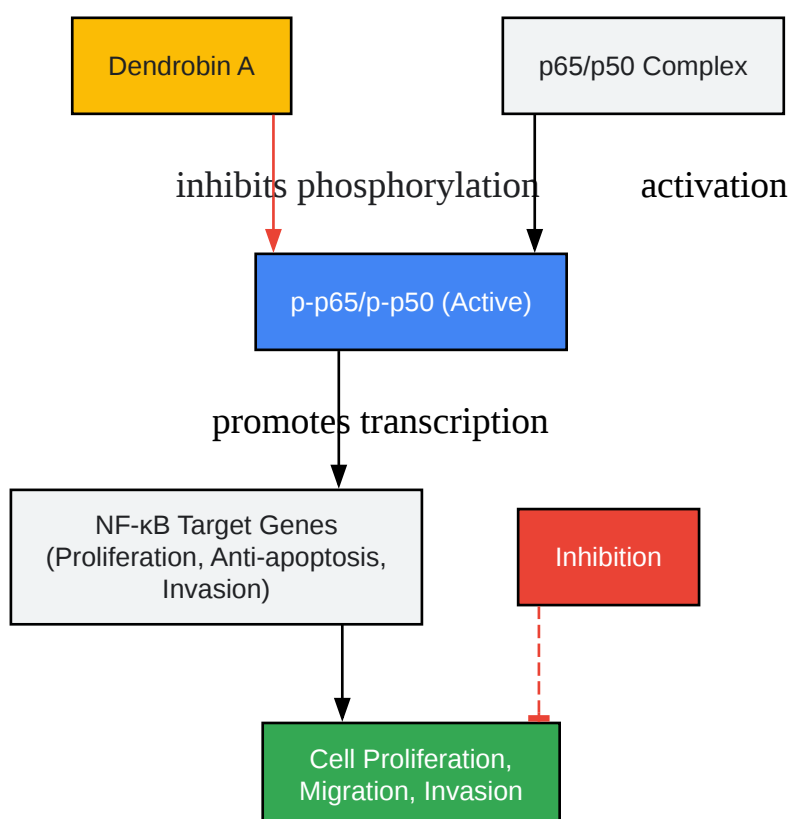 Dendrobin A
p65/p50 Complex
inhibits phosphorylation
activation
p-p65/p-p50 (Active)
promotes transcription
NF-κB Target Genes
(Proliferation, Anti-apoptosis,
Invasion)
Inhibition
Cell Proliferation,
Migration, Invasion